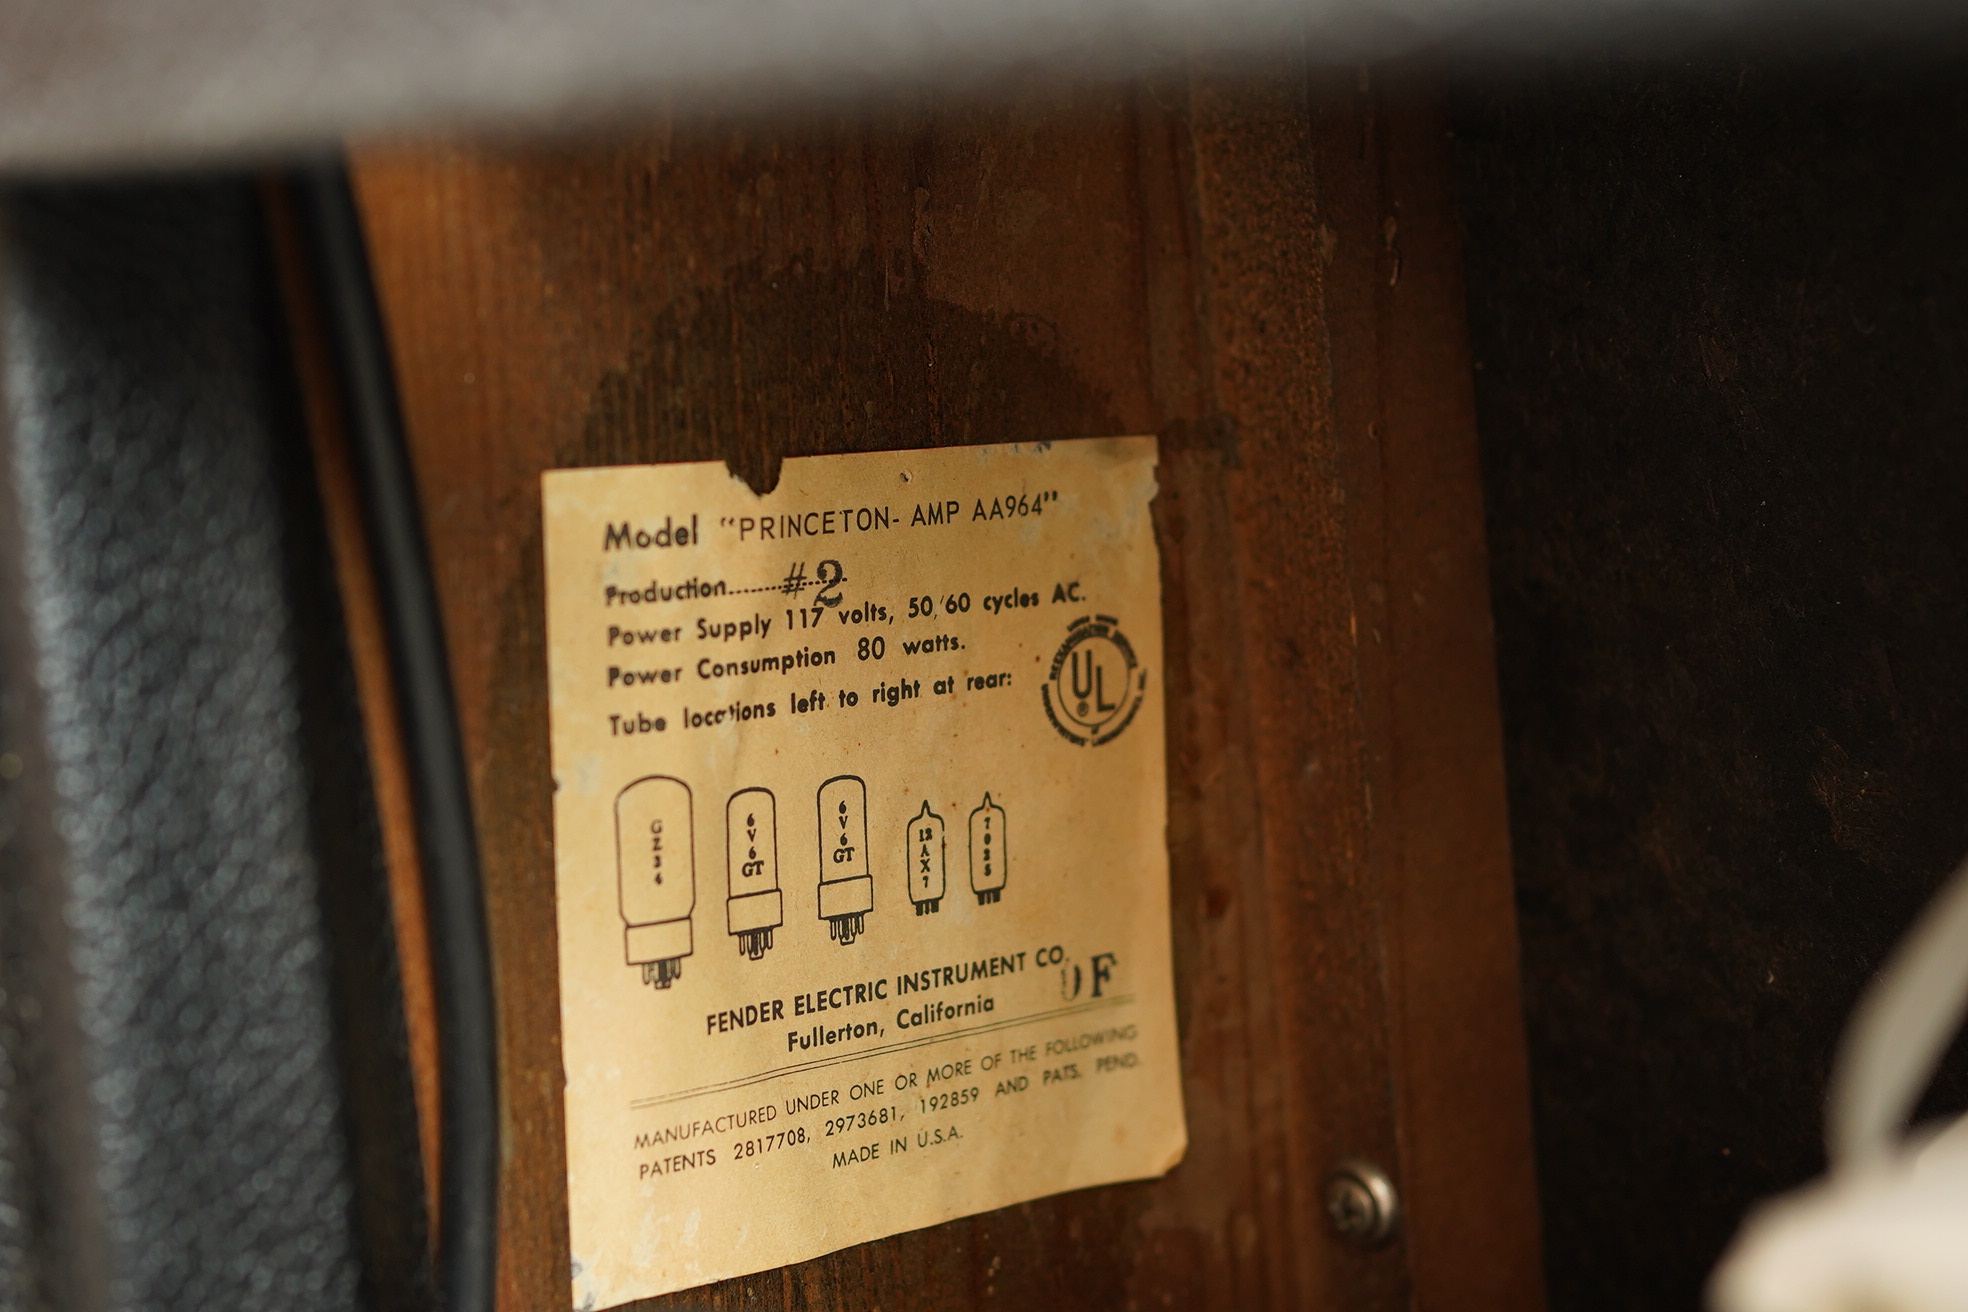 Model "PRINCETON- AMP AA964"
Production........#2
Power Supply 117 volts, 50/60 cycles AC.
Power Consumption 80 watts.
Tube locations left to right at rear:
UL
GZ34
6V6GT
6V6GT
12AX7
7025
FENDER ELECTRIC INSTRUMENT CO.
Fullerton, California
F
MANUFACTURED UNDER ONE OR MORE OF THE FOLLOWING
PATENTS 2817708, 2973681, 192859 AND PATS. PEND.
MADE IN U.S.A.